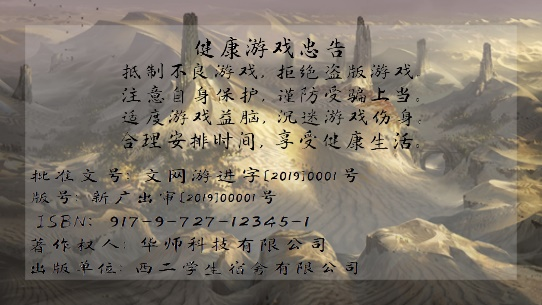 健康游戏忠告
抵制不良游戏,拒绝盗版游戏.
注意自身保护,谨防受骗上当。
适度游戏益脑,沉迷游戏伤身.
合理安排时间,享受健康生活。
批准文号:文网游进字[2019]0001号
版号:新广出审[2019]00001号
ISBN:917-9-727-12345-1
著作权人:华师科技有限公司
出版单位:西二学生宿舍有限公司